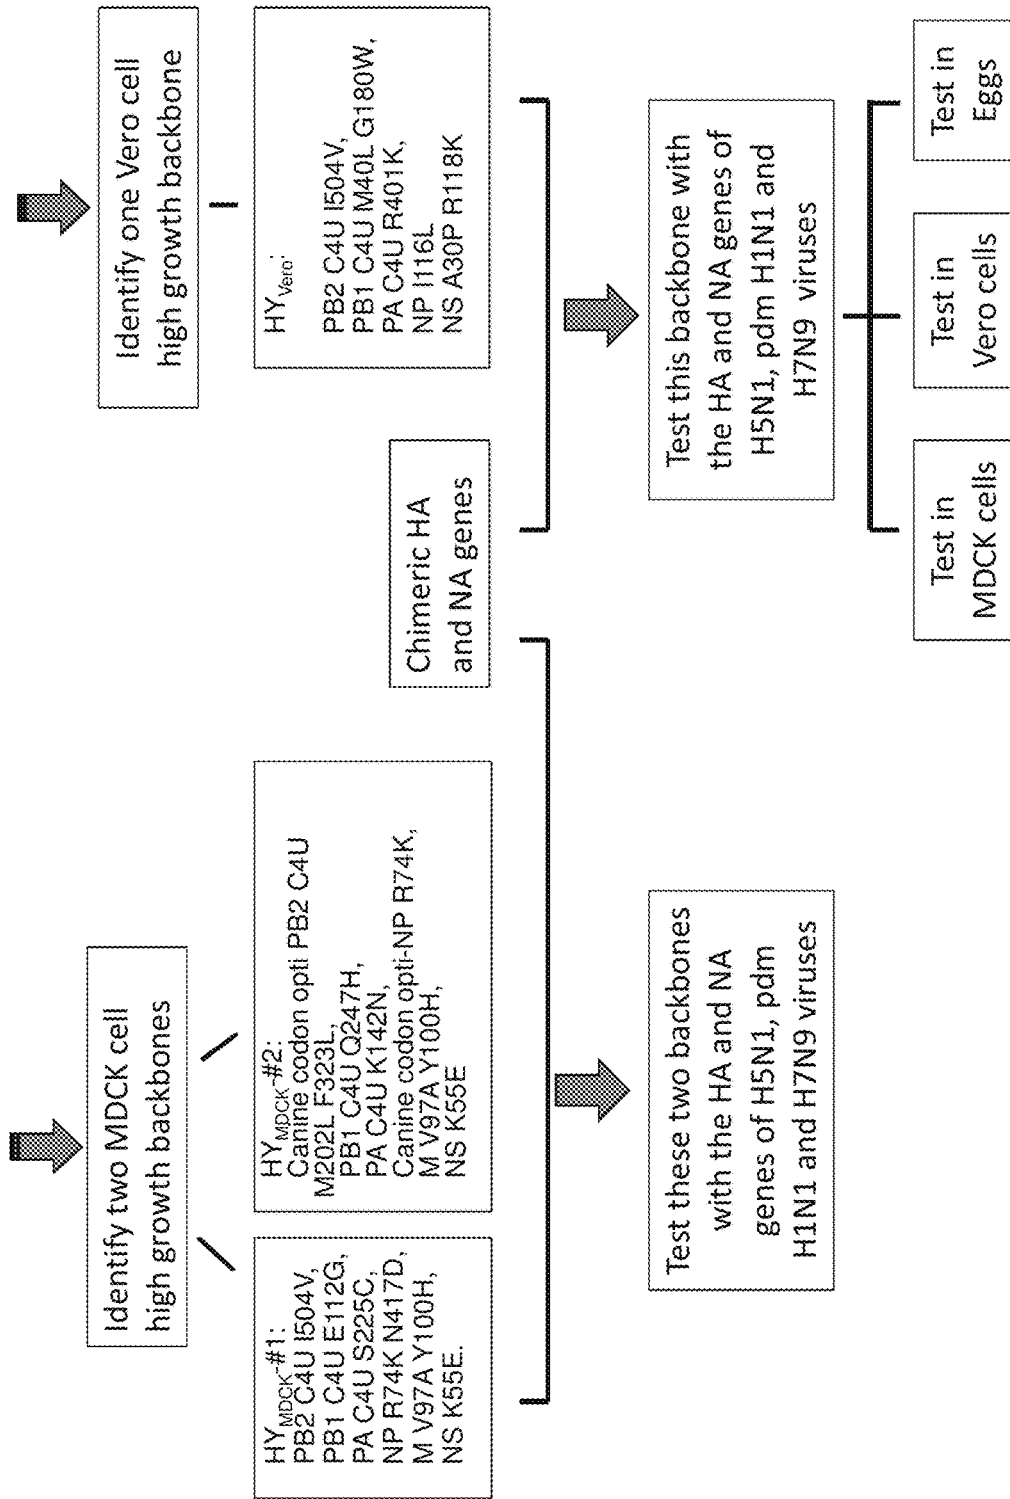 Identify two MDCK cell
high growth backbones
HY MDCK-#1:
PB2 C4U I504V,
PB1 C4U E112G,
PA C4U S225C,
NP R74K N417D,
M V97A Y100H,
NS K55E.
HY MDCK-#2:
Canine codon opti PB2 C4U
M202L F323L,
PB1 C4U Q247H,
PA C4U K142N,
Canine codon opti-NP R74K,
M V97A Y100H,
NS K55E
Test these two backbones
with the HA and NA
genes of H5N1, pdm
H1N1 and H7N9 viruses
Chimeric HA
and NA genes
Identify one Vero cell
high growth backbone
HY Vero:
PB2 C4U I504V,
PB1 C4U M40L G180W,
PA C4U R401K,
NP I116L
NS A30P R118K
Test this backbone with
the HA and NA genes of
H5N1, pdm H1N1 and
H7N9 viruses
Test in
MDCK cells
Test in
Vero cells
Test in
Eggs